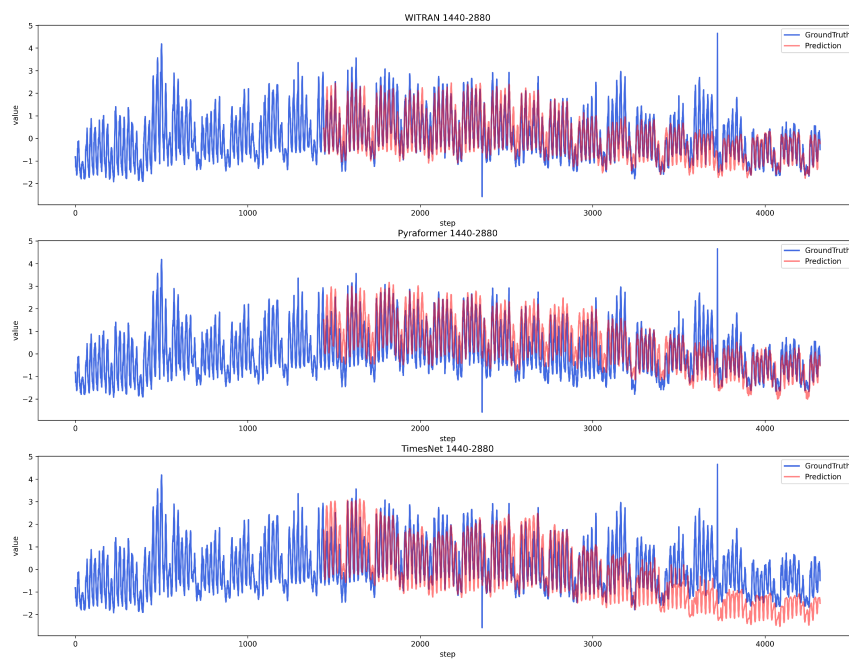 WITRAN 1440-2880
5
4
3
2
1
0
−1
−2
value
0 1000 2000 3000 4000
step
GroundTruth
Prediction
Pyraformer 1440-2880
5
4
3
2
1
0
−1
−2
value
0 1000 2000 3000 4000
step
GroundTruth
Prediction
TimesNet 1440-2880
5
4
3
2
1
0
−1
−2
value
0 1000 2000 3000 4000
step
GroundTruth
Prediction